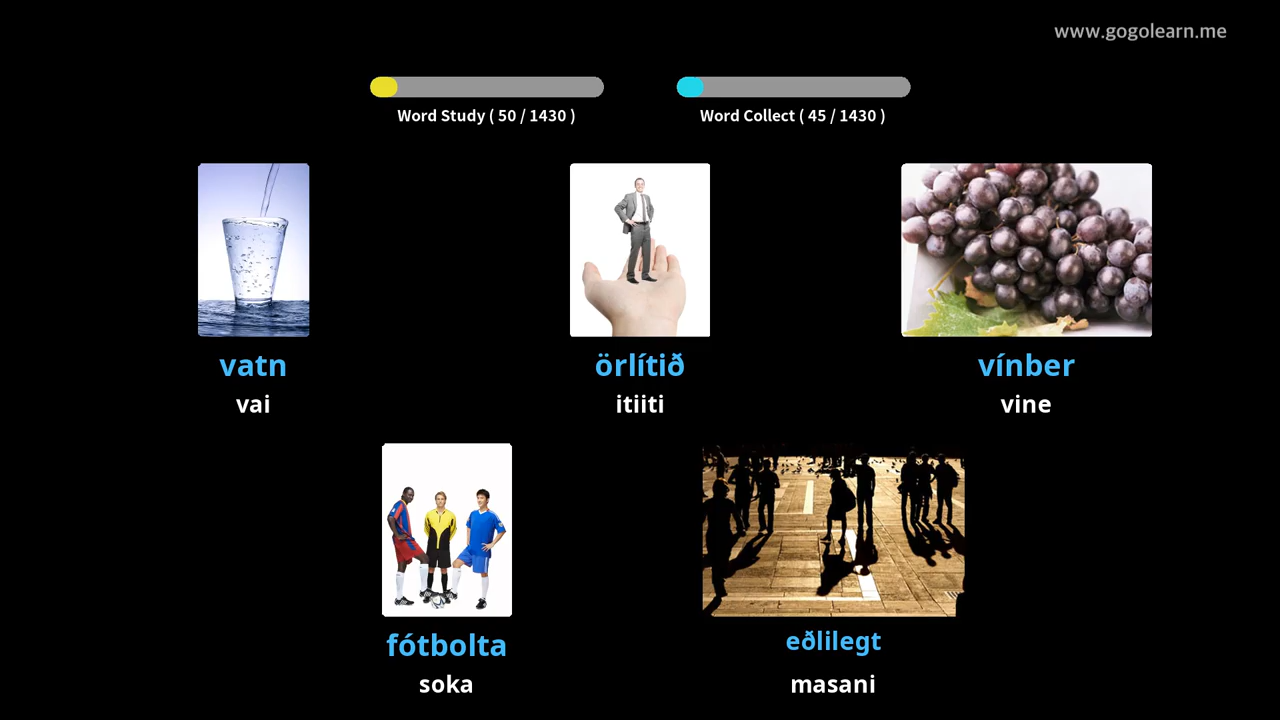 www.gogolearn.me
Word Study ( 50 / 1430 )
Word Collect ( 45 / 1430 )
vatn
vai
örlítið
itiiti
vínber
vine
fótbolta
soka
eðlilegt
masani